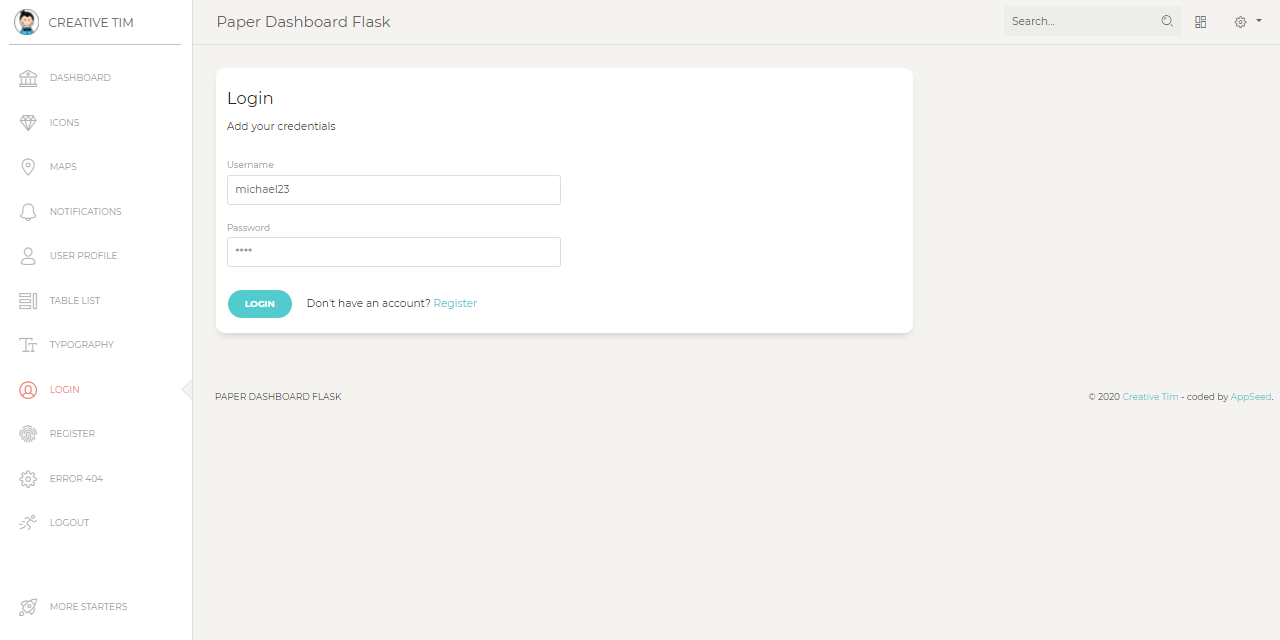 CREATIVE TIM
DASHBOARD
ICONS
MAPS
NOTIFICATIONS
USER PROFILE
TABLE LIST
TYPOGRAPHY
LOGIN
REGISTER
ERROR 404
LOGOUT
MORE STARTERS
Paper Dashboard Flask
Search...
Login
Add your credentials
Username
michael23
Password
****
LOGIN Don't have an account? Register
PAPER DASHBOARD FLASK
© 2020 Creative Tim - coded by AppSeed.